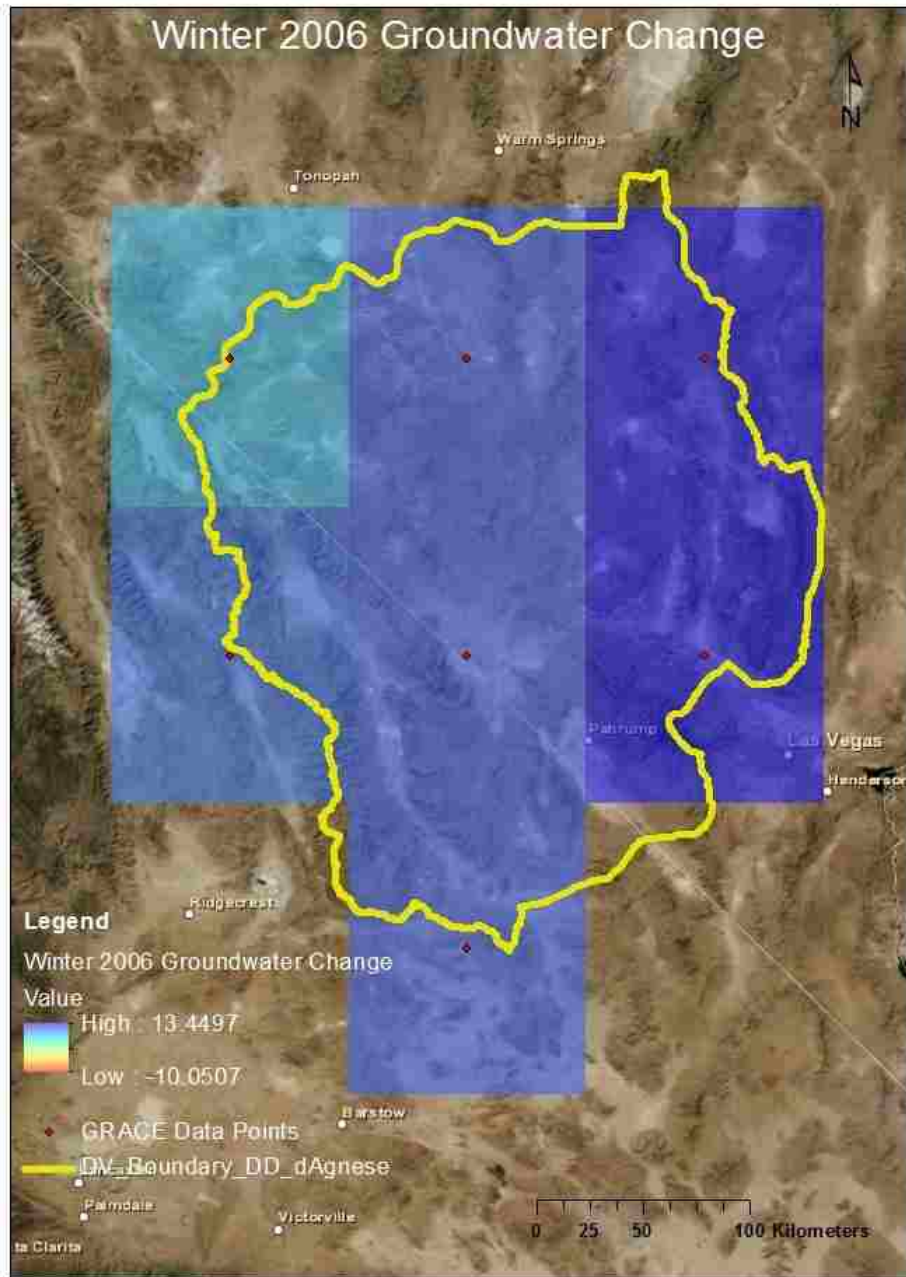 Winter 2006 Groundwater Change
N
Warm Springs
Tonopah
Pahrump
Las Vegas
Henderson
Ridgecrest
Legend
Winter 2006 Groundwater Change
Value
High : 13.4497
Low : -10.0507
Barstow
GRACE Data Points
DV_Boundary_DD_dAgnese
Palmdale
Victorville
0 25 50 100 Kilometers
ta Clarita